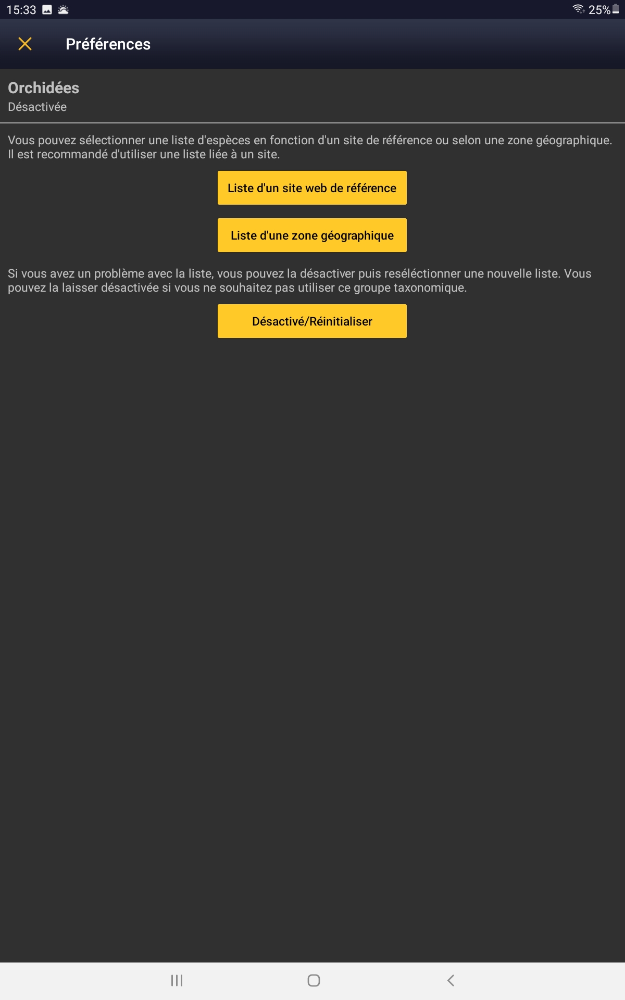 15:33
25%
Préférences
Orchidées
Désactivée
Vous pouvez sélectionner une liste d'espèces en fonction d'un site de référence ou selon une zone géographique.
Il est recommandé d'utiliser une liste liée à un site.
Liste d'un site web de référence
Liste d'une zone géographique
Si vous avez un problème avec la liste, vous pouvez la désactiver puis reséléctionner une nouvelle liste. Vous
pouvez la laisser désactivée si vous ne souhaitez pas utiliser ce groupe taxonomique.
Désactivé/Réinitialiser